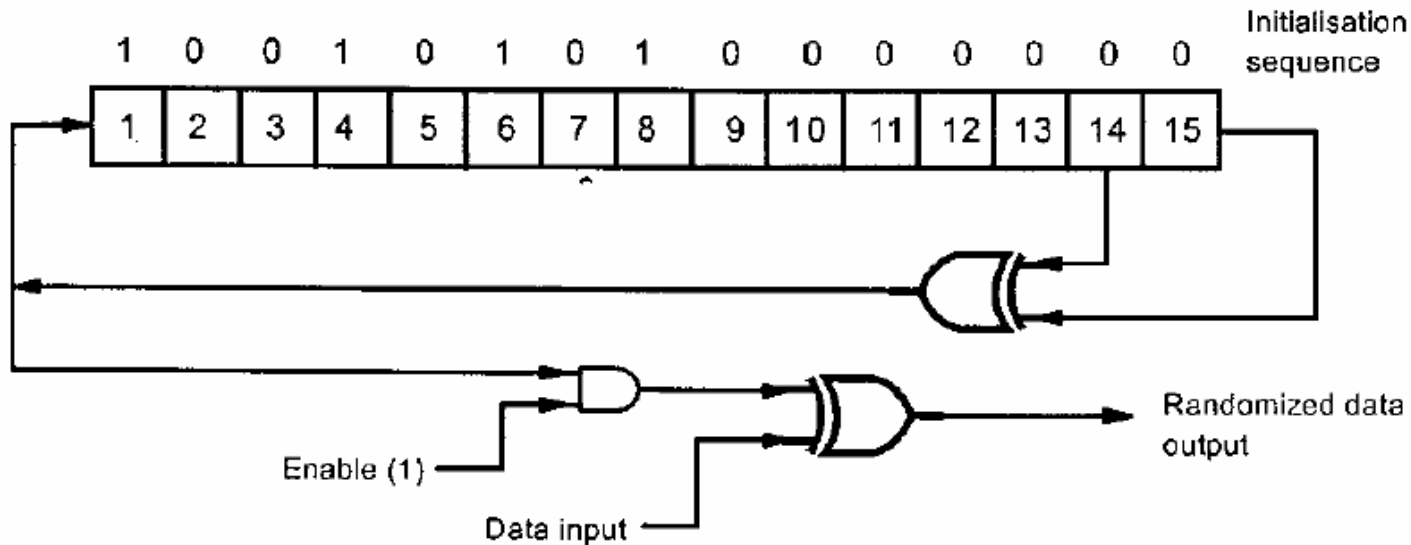 1 0 0 1 0 1 0 1 0 0 0 0 0 0 0
Initialisation
sequence
1 2 3 4 5 6 7 8 9 10 11 12 13 14 15
Randomized data
output
Enable (1)
Data input